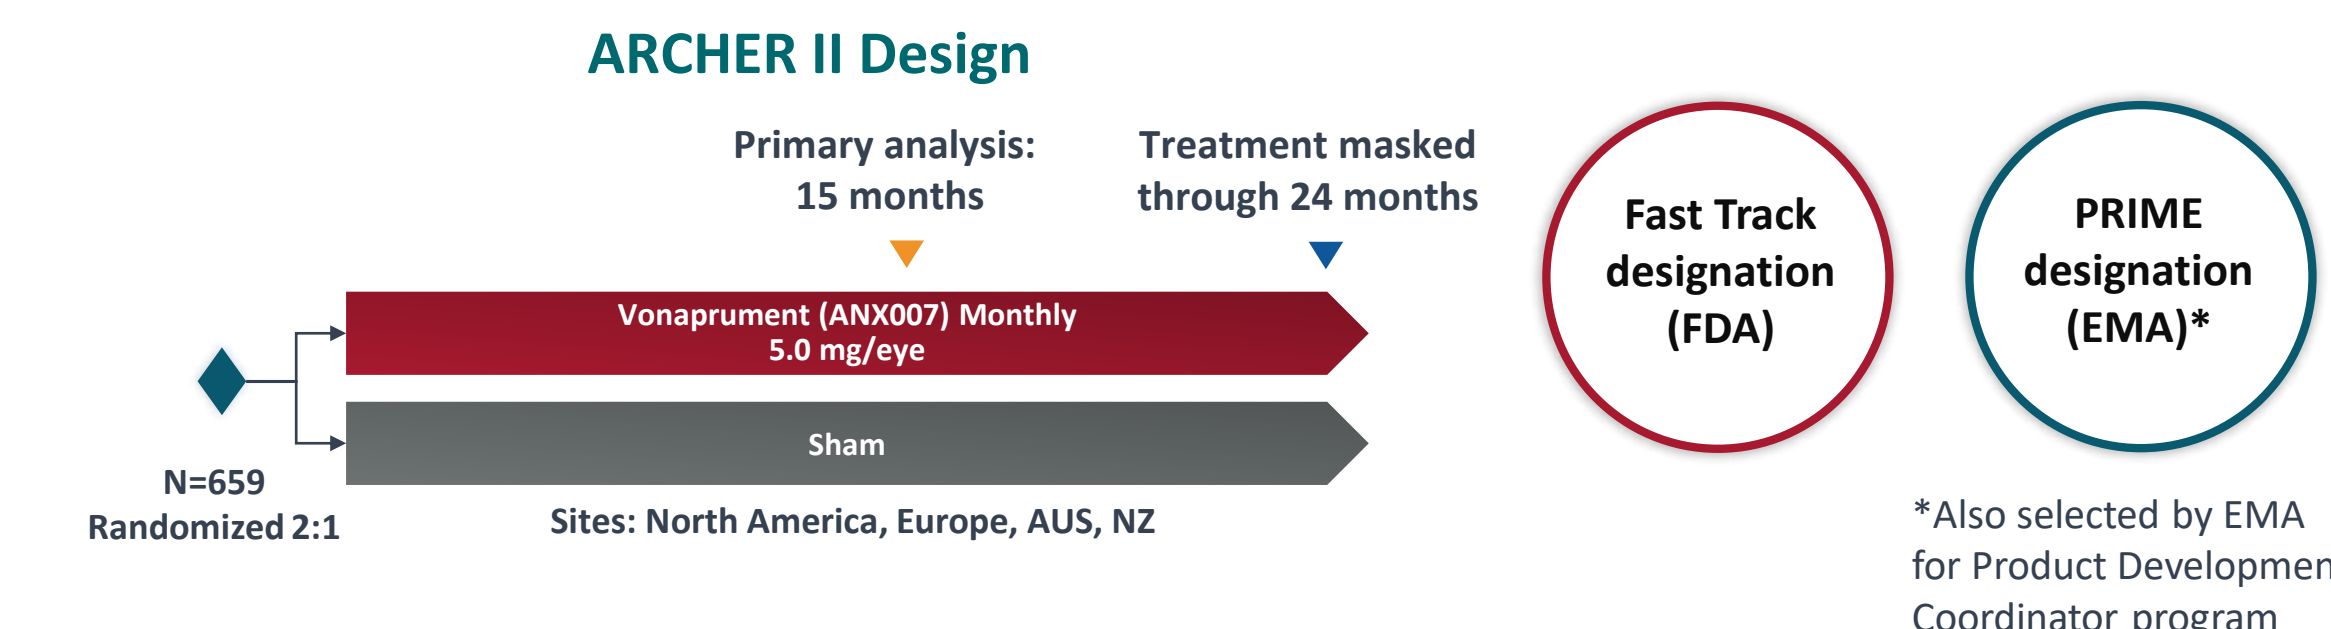 ARCHER II Design
Primary analysis:
15 months
Treatment masked
through 24 months
Vonaprument (ANX007) Monthly
5.0 mg/eye
Sham
N=659
Randomized 2:1
Sites: North America, Europe, AUS, NZ
Fast Track
designation
(FDA)
PRIME
designation
(EMA)*
*Also selected by EMA
for Product Developmen
Coordinator program